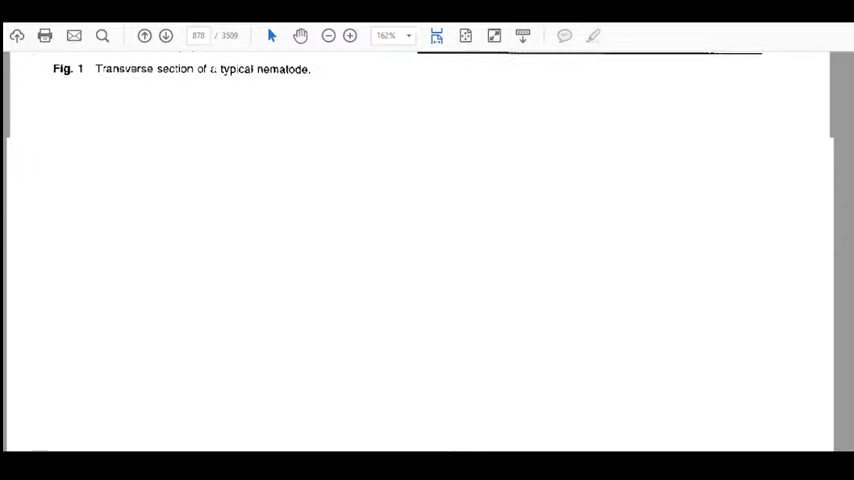 878 / 3509
162%
Fig. 1 Transverse section of a typical nematode.